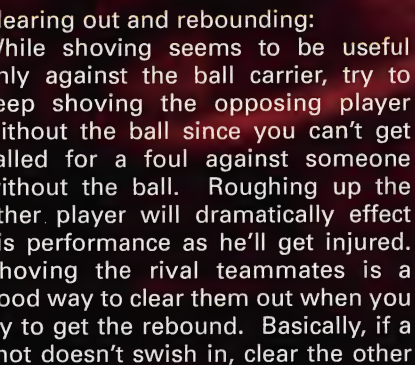 learing out and rebounding:
hile shoving seems to be useful
nly against the ball carrier, try to
eep shoving the opposing player
ithout the ball since you can't get
alled for a foul against someone
ithout the ball. Roughing up the
ther player will dramatically effect
is performance as he'll get injured.
hoving the rival teammates is a
ood way to clear them out when you
y to get the rebound. Basically, if a
hot doesn't swish in, clear the other